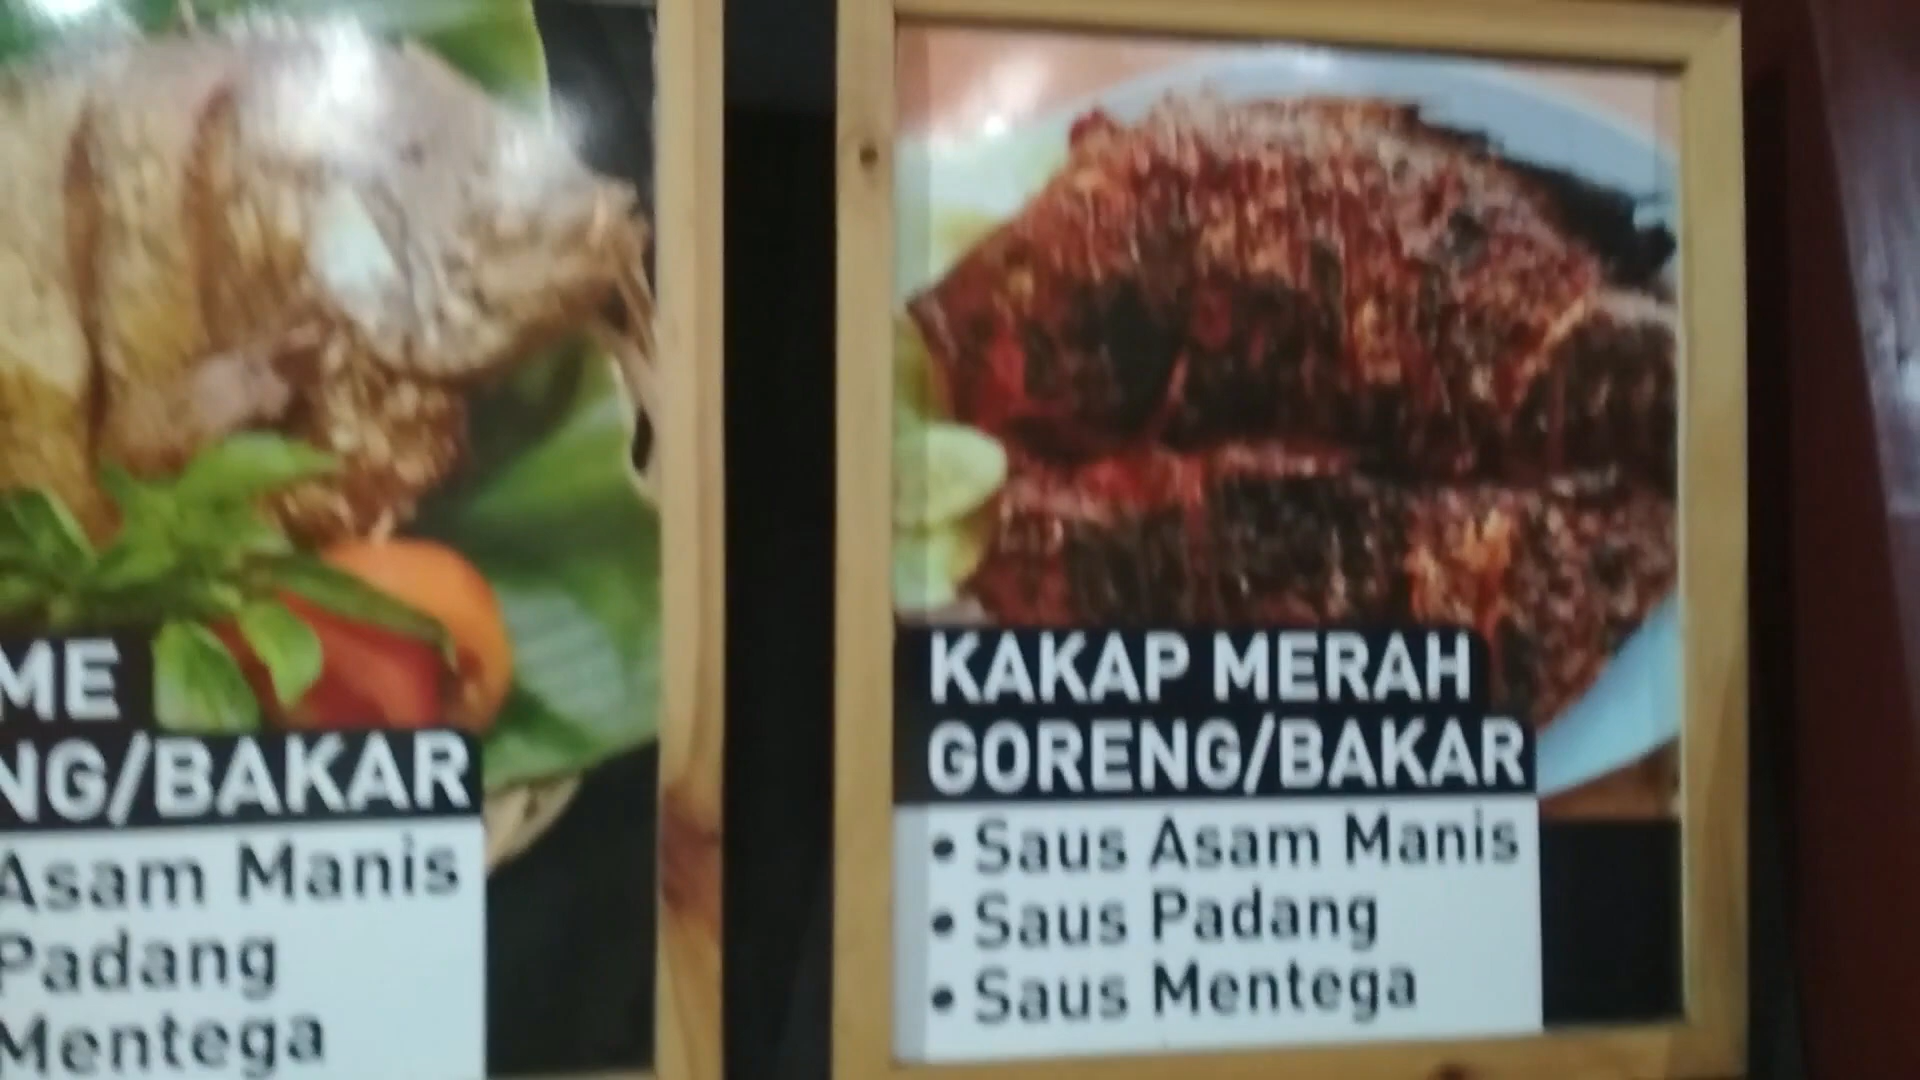 ME
NG/BAKAR
Asam Manis
Padang
Mentega
KAKAP MERAH
GORENG/BAKAR
• Saus Asam Manis
• Saus Padang
• Saus Mentega